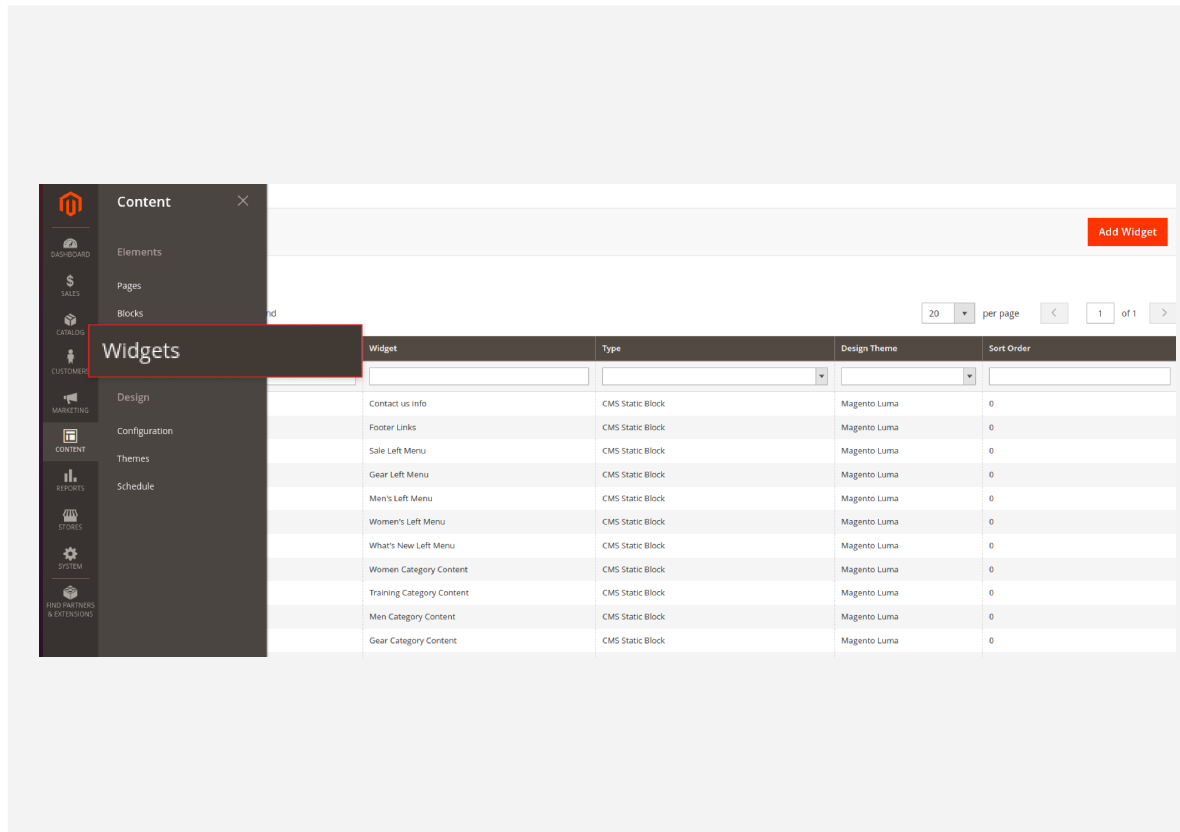 Content
Add Widget
DASHBOARD
Elements
SALES
Pages
Blocks
nd
20
per page
1
of 1
CATALOG
Widgets
Widget
Type
Design Theme
Sort Order
CUSTOMERS
MARKETING
Design
Contact us info
CMS Static Block
Magento Luma
0
Configuration
Footer Links
CMS Static Block
Magento Luma
0
CONTENT
Themes
Sale Left Menu
CMS Static Block
Magento Luma
0
REPORTS
Schedule
Gear Left Menu
CMS Static Block
Magento Luma
0
Men's Left Menu
CMS Static Block
Magento Luma
0
STORES
Women's Left Menu
CMS Static Block
Magento Luma
0
What's New Left Menu
CMS Static Block
Magento Luma
0
SYSTEM
Women Category Content
CMS Static Block
Magento Luma
0
Training Category Content
CMS Static Block
Magento Luma
0
FIND PARTNERS
& EXTENSIONS
Men Category Content
CMS Static Block
Magento Luma
0
Gear Category Content
CMS Static Block
Magento Luma
0